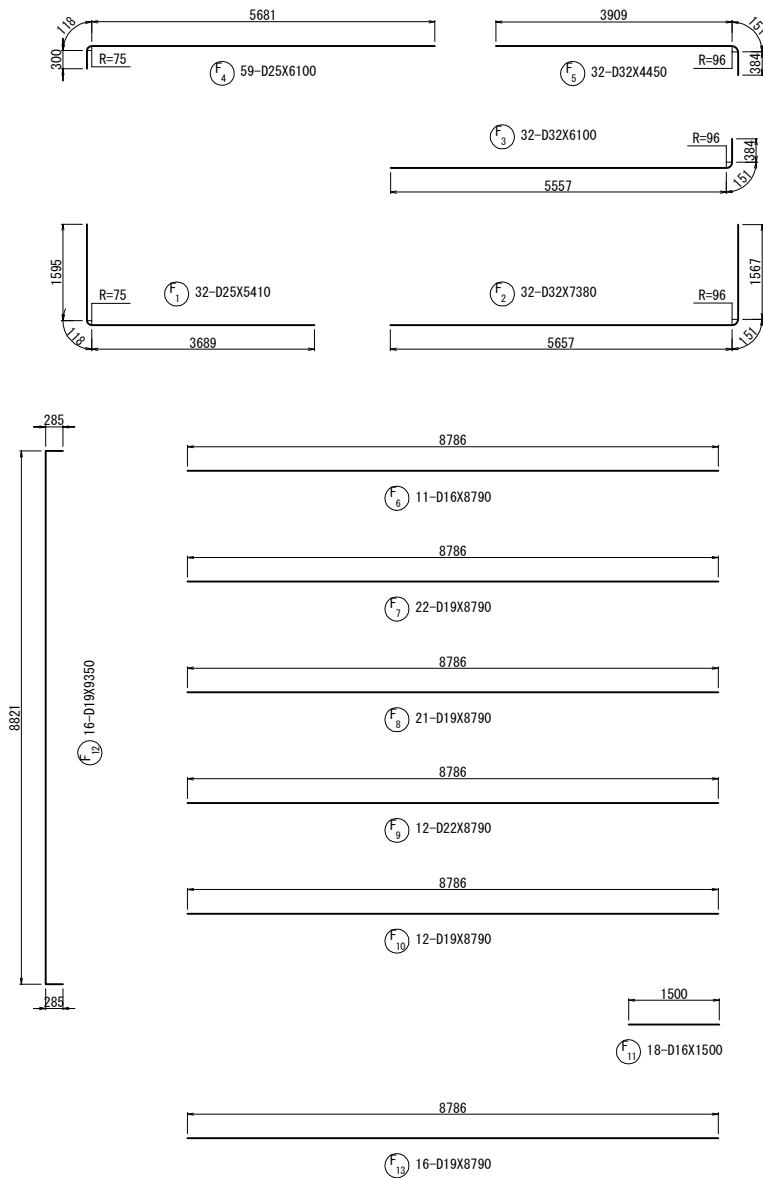 118
5681
300
R=75
F4 59-D25X6100
3909
151
R=96
384
F5 32-D32X4450
F3 32-D32X6100
R=96
384
5557
151
1595
R=75
F1 32-D25X5410
118
3689
F2 32-D32X7380
R=96
1567
5657
151
285
8821
F12 16-D19X9350
285
8786
F6 11-D16X8790
8786
F7 22-D19X8790
8786
F8 21-D19X8790
8786
F9 12-D22X8790
8786
F10 12-D19X8790
1500
F11 18-D16X1500
8786
F13 16-D19X8790